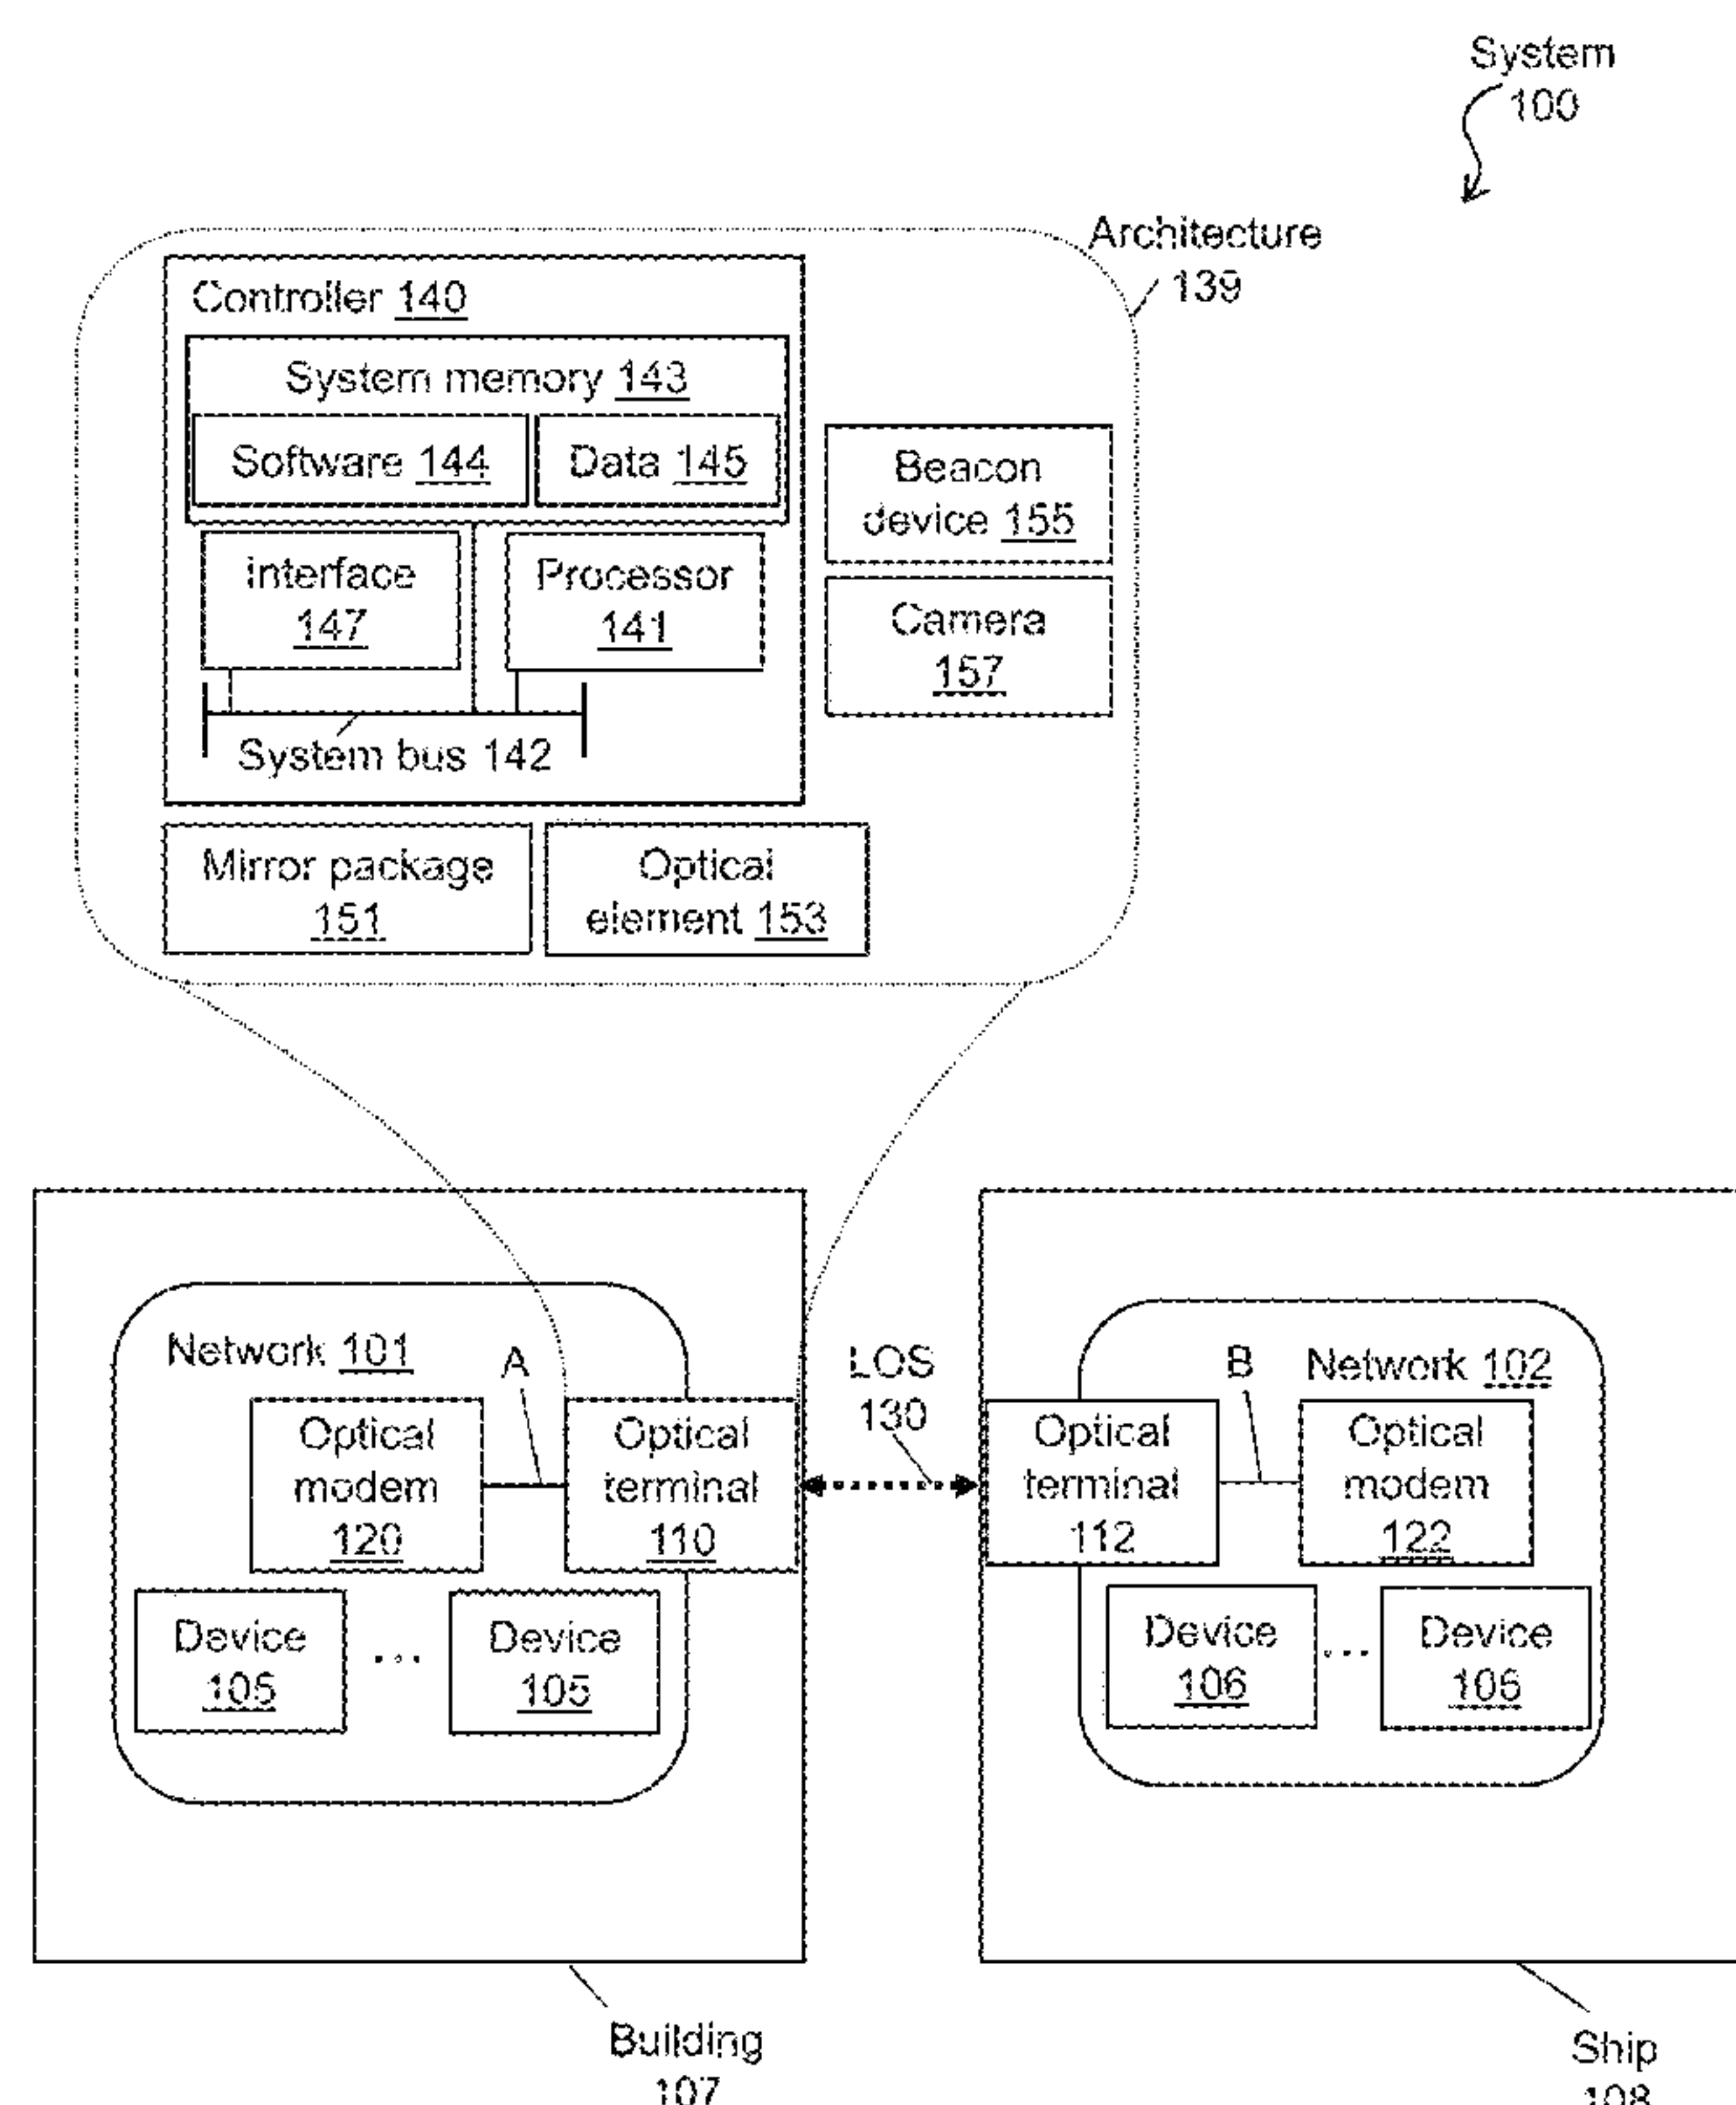 System
100
Architecture
139
Controller 140
System memory 143
Software 144
Data 145
Beacon
device 155
Interface
147
Processor
141
Camera
157
System bus 142
Mirror package
151
Optical
element 153
Network 101
A
LOS
130
B
Network 102
Optical
modem
120
Optical
terminal
110
Optical
terminal
112
Optical
modem
122
Device
105
...
Device
105
Device
106
...
Device
106
Building
107
Ship
108